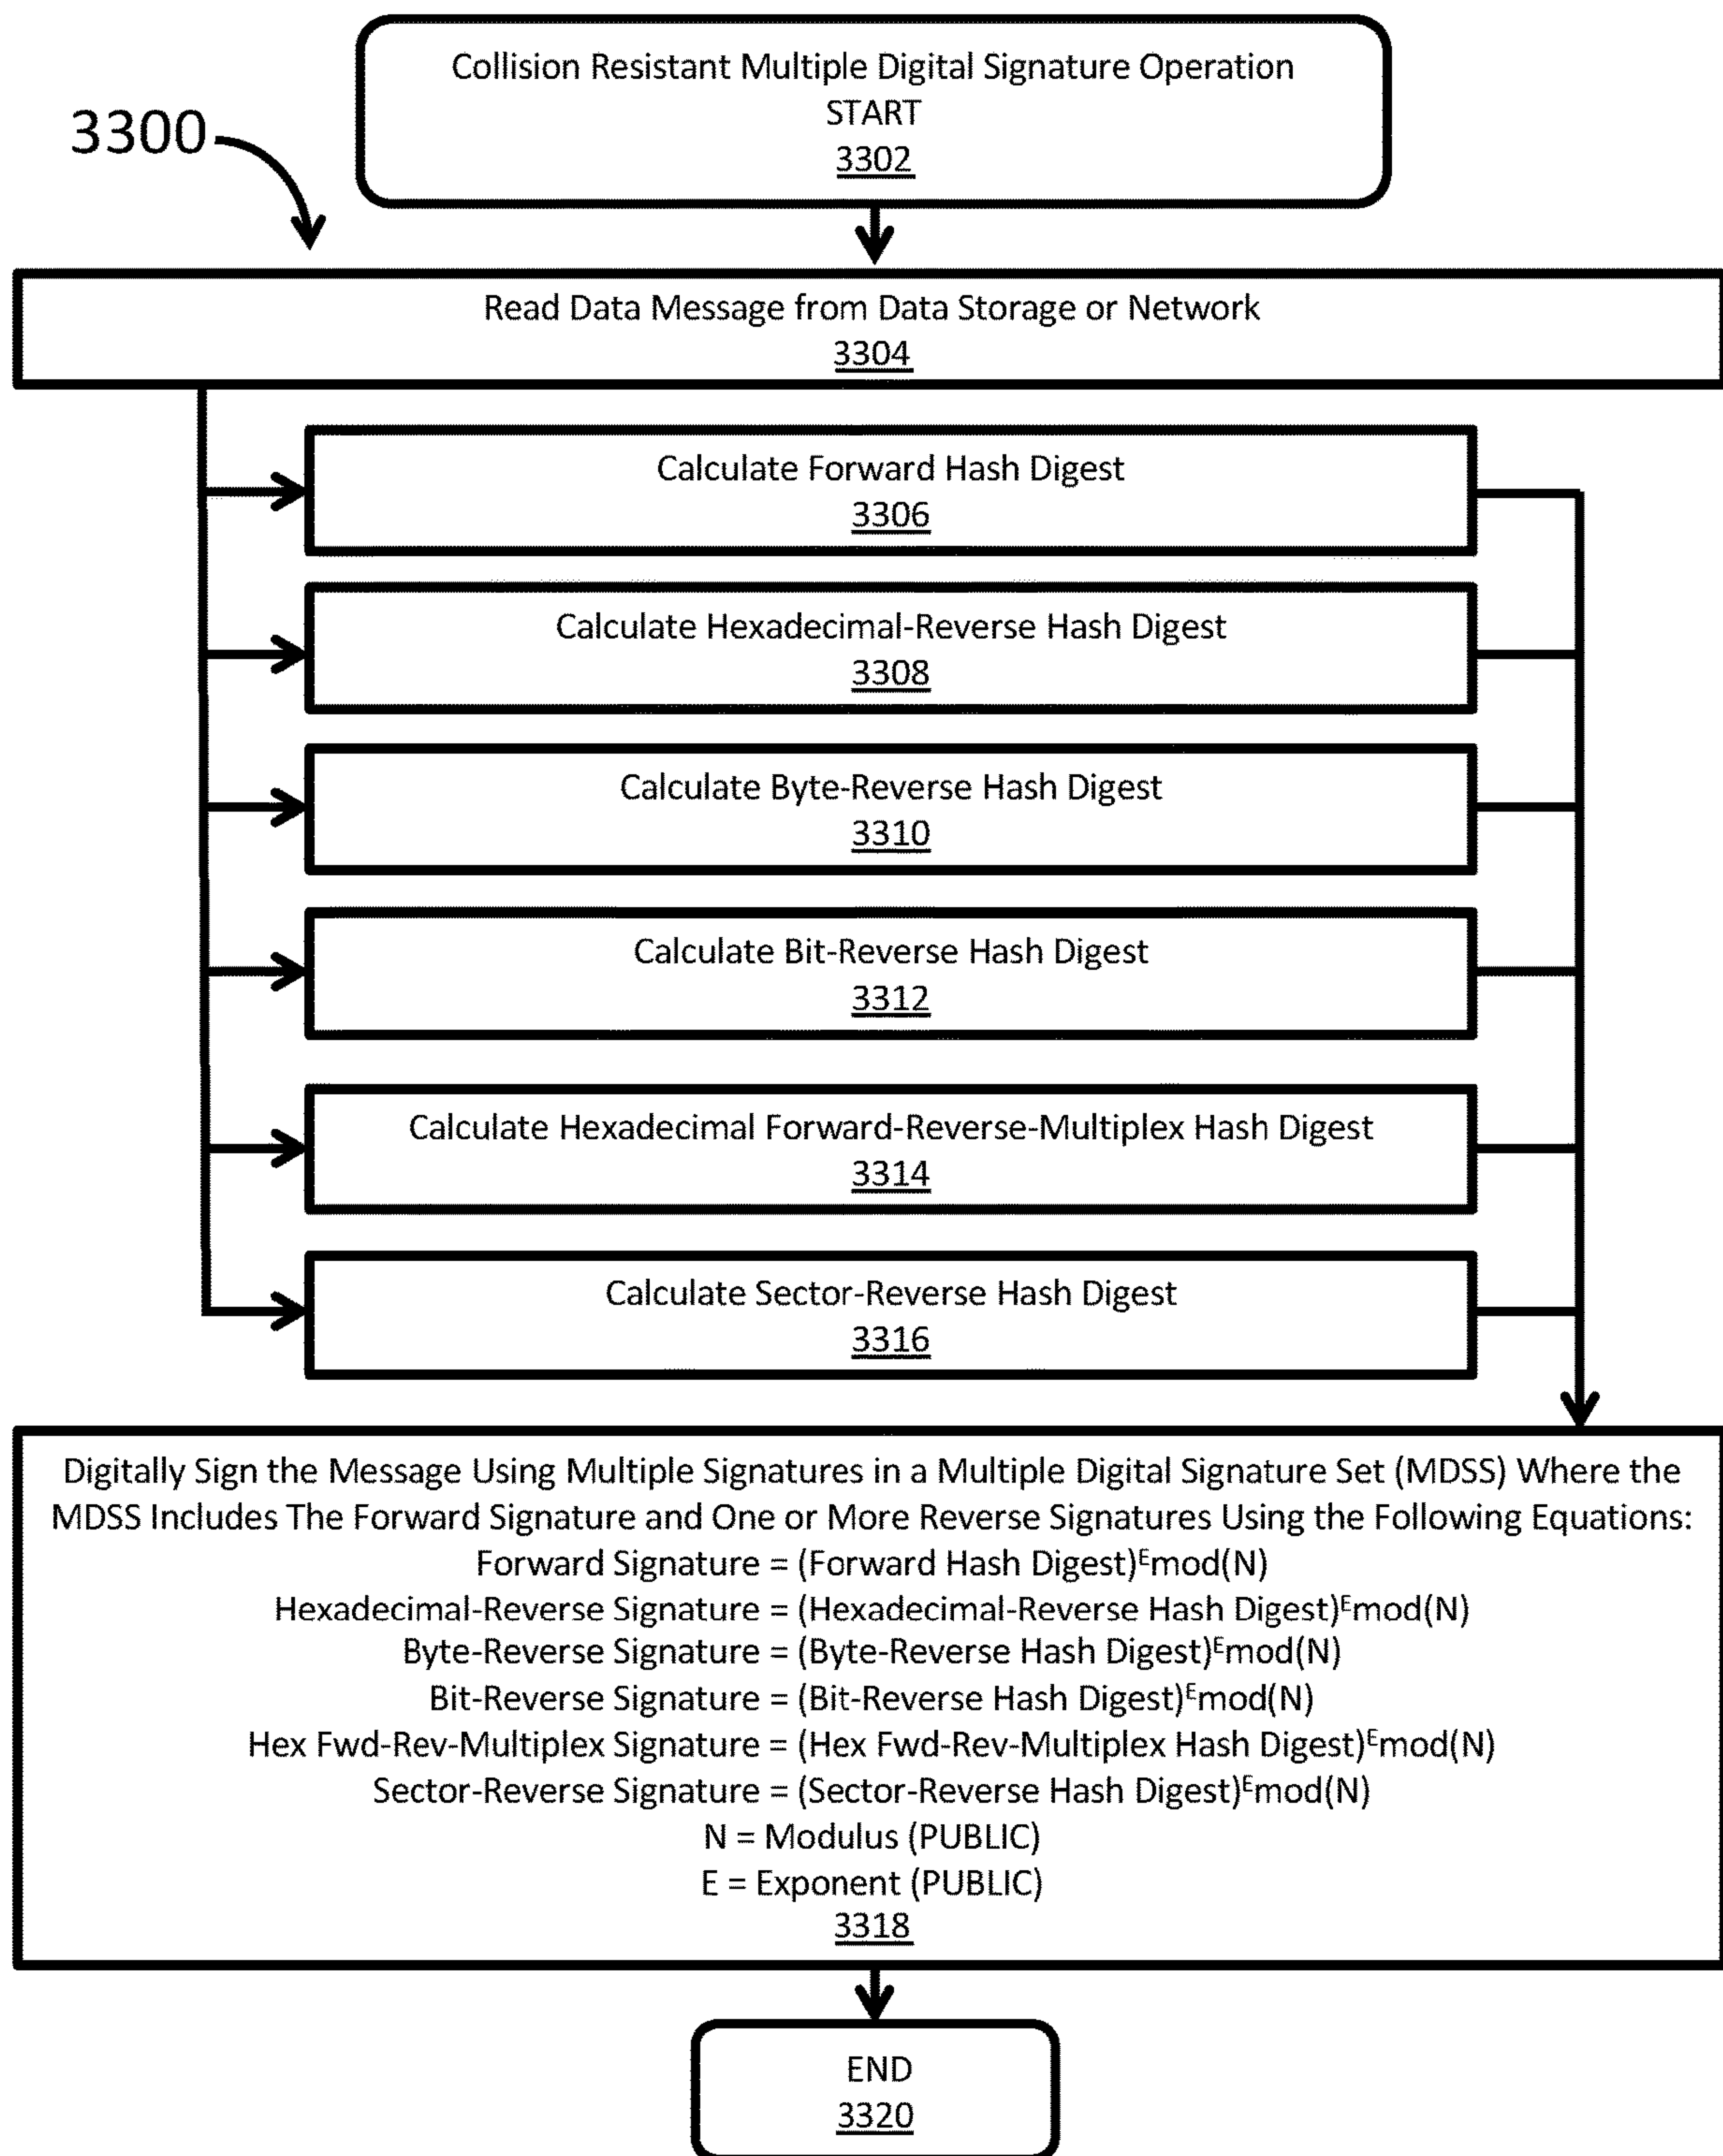 Collision Resistant Multiple Digital Signature Operation
START
3302
3300
Read Data Message from Data Storage or Network
3304
Calculate Forward Hash Digest
3306
Calculate Hexadecimal-Reverse Hash Digest
3308
Calculate Byte-Reverse Hash Digest
3310
Calculate Bit-Reverse Hash Digest
3312
Calculate Hexadecimal Forward-Reverse-Multiplex Hash Digest
3314
Calculate Sector-Reverse Hash Digest
3316
Digitally Sign the Message Using Multiple Signatures in a Multiple Digital Signature Set (MDSS) Where the
MDSS Includes The Forward Signature and One or More Reverse Signatures Using the Following Equations:
Forward Signature = (Forward Hash Digest)ᴱmod(N)
Hexadecimal-Reverse Signature = (Hexadecimal-Reverse Hash Digest)ᴱmod(N)
Byte-Reverse Signature = (Byte-Reverse Hash Digest)ᴱmod(N)
Bit-Reverse Signature = (Bit-Reverse Hash Digest)ᴱmod(N)
Hex Fwd-Rev-Multiplex Signature = (Hex Fwd-Rev-Multiplex Hash Digest)ᴱmod(N)
Sector-Reverse Signature = (Sector-Reverse Hash Digest)ᴱmod(N)
N = Modulus (PUBLIC)
E = Exponent (PUBLIC)
3318
END
3320